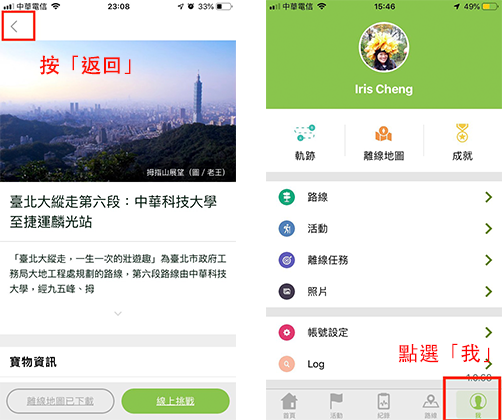 中華電信
23:08
33%
按「返回」
拇指山展望（圖／老王）
臺北大縱走第六段：中華科技大學
至捷運麟光站
「臺北大縱走，一生一次的壯遊趣」為臺北市政府工
務局大地工程處規劃的路線，第六段路線由中華科技
大學，經九五峰、拇
寶物資訊
離線地圖已下載
線上挑戰
中華電信
15:46
49%
Iris Cheng
軌跡
離線地圖
成就
路線
活動
離線任務
照片
帳號設定
Log
點選「我」
1.0.60
首頁
活動
紀錄
路線
我